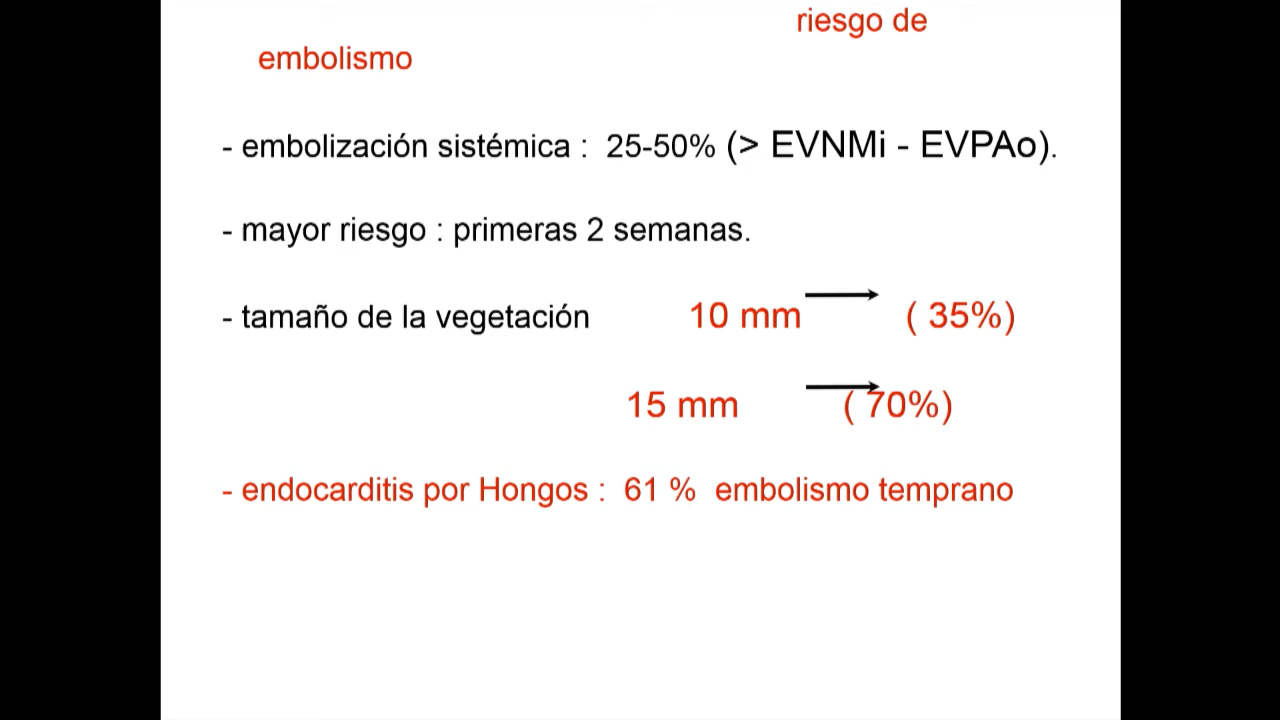 riesgo de
embolismo
- embolización sistémica :  25-50% (> EVNMi - EVPAo).
- mayor riesgo : primeras 2 semanas.
- tamaño de la vegetación 10 mm ( 35%)
15 mm ( 70%)
- endocarditis por Hongos :  61 %  embolismo temprano